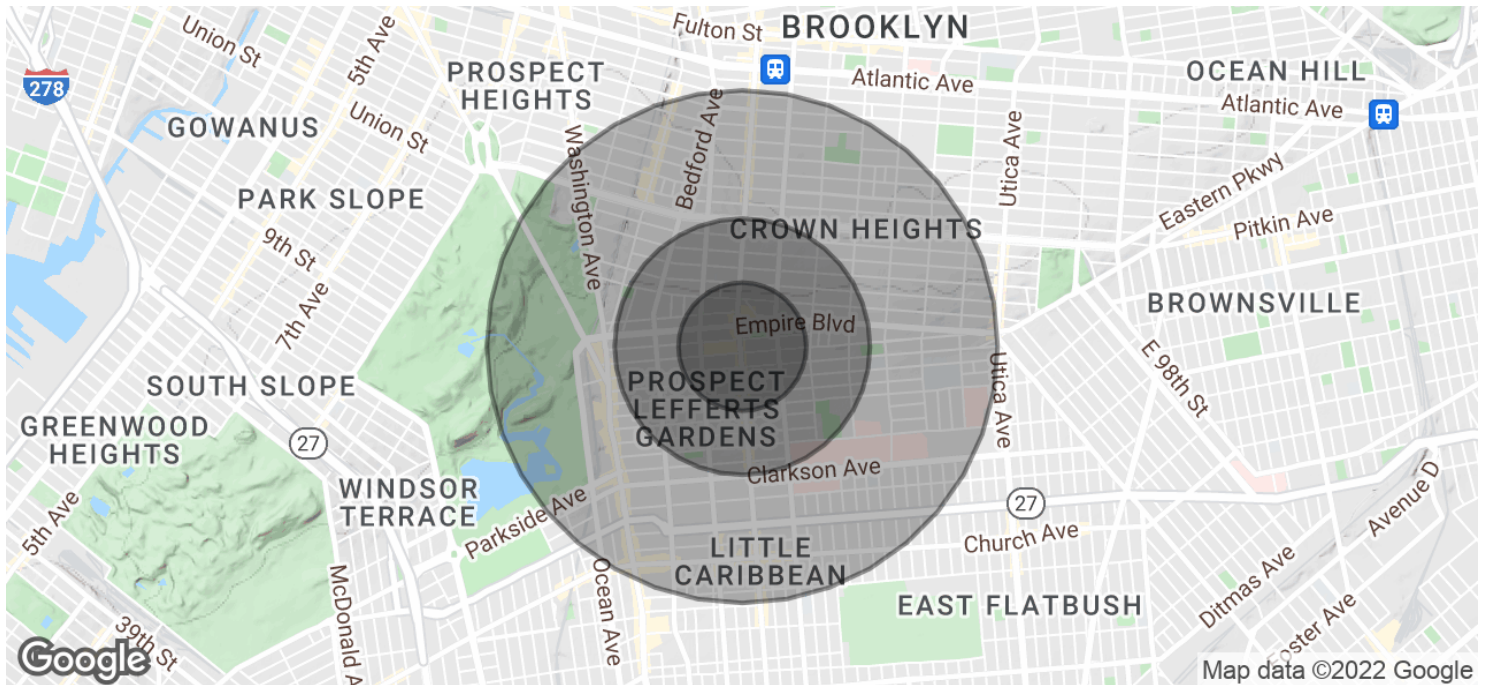 Union St
5th Ave
Fulton St
BROOKLYN
278
PROSPECT
HEIGHTS
Atlantic Ave
OCEAN HILL
Atlantic Ave
GOWANUS
Union St
Washington Ave
Bedford Ave
Utica Ave
Eastern Pkwy
PARK SLOPE
9th St
CROWN HEIGHTS
Pitkin Ave
7th Ave
Empire Blvd
BROWNSVILLE
SOUTH SLOPE
PROSPECT
LEFFERTS
GARDENS
Utica Ave
E 98th St
GREENWOOD
HEIGHTS
27
Clarkson Ave
WINDSOR
TERRACE
27
Avenue D
5th Ave
Parkside Ave
Church Ave
LITTLE
CARIBBEAN
Ocean Ave
McDonald A
EAST FLATBUSH
Ditmas Ave
Foster Ave
39th St
Google
Map data ©2022 Google